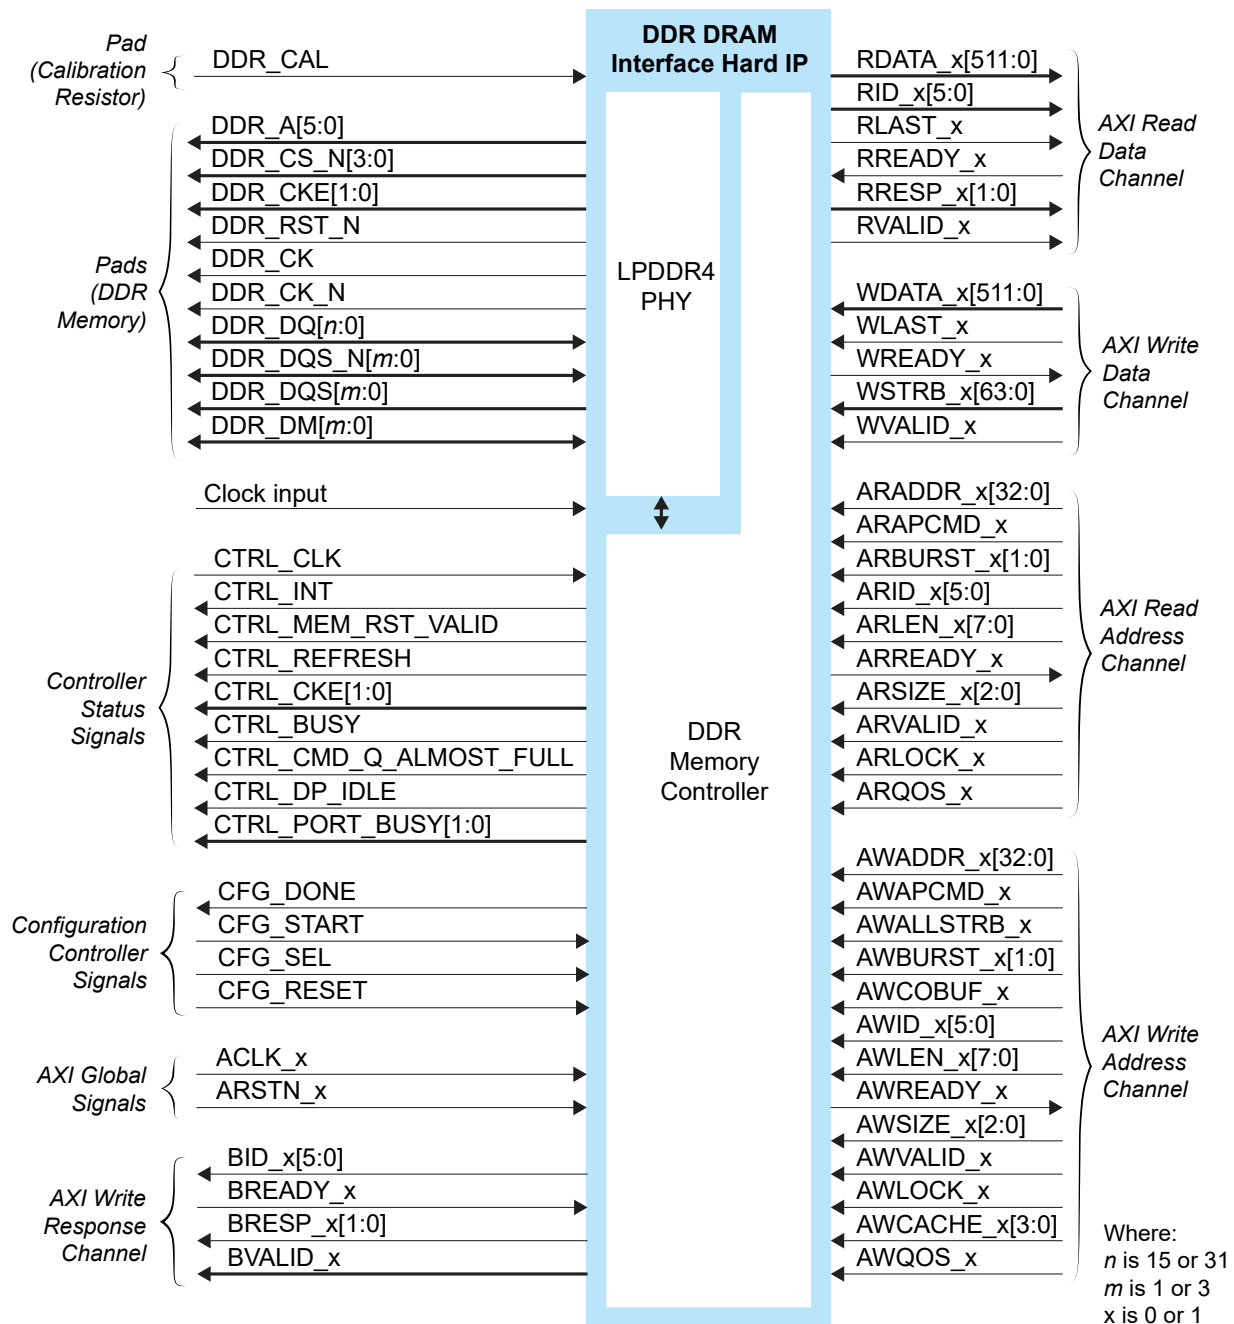 Pad
(Calibration
Resistor)
DDR_CAL
DDR_A[5:0]
DDR_CS_N[3:0]
DDR_CKE[1:0]
DDR_RST_N
DDR_CK
DDR_CK_N
DDR_DQ[n:0]
DDR_DQS_N[m:0]
DDR_DQS[m:0]
DDR_DM[m:0]
Pads
(DDR
Memory)
Clock input
CTRL_CLK
CTRL_INT
CTRL_MEM_RST_VALID
CTRL_REFRESH
CTRL_CKE[1:0]
CTRL_BUSY
CTRL_CMD_Q_ALMOST_FULL
CTRL_DP_IDLE
CTRL_PORT_BUSY[1:0]
Controller
Status
Signals
CFG_DONE
CFG_START
CFG_SEL
CFG_RESET
Configuration
Controller
Signals
ACLK_x
ARSTN_x
AXI Global
Signals
BID_x[5:0]
BREADY_x
BRESP_x[1:0]
BVALID_x
AXI Write
Response
Channel
DDR DRAM
Interface Hard IP
LPDDR4
PHY
DDR
Memory
Controller
RDATA_x[511:0]
RID_x[5:0]
RLAST_x
RREADY_x
RRESP_x[1:0]
RVALID_x
AXI Read
Data
Channel
WDATA_x[511:0]
WLAST_x
WREADY_x
WSTRB_x[63:0]
WVALID_x
AXI Write
Data
Channel
ARADDR_x[32:0]
ARAPCMD_x
ARBURST_x[1:0]
ARID_x[5:0]
ARLEN_x[7:0]
ARREADY_x
ARSIZE_x[2:0]
ARVALID_x
ARLOCK_x
ARQOS_x
AXI Read
Address
Channel
AWADDR_x[32:0]
AWAPCMD_x
AWALLSTRB_x
AWBURST_x[1:0]
AWCOBUF_x
AWID_x[5:0]
AWLEN_x[7:0]
AWREADY_x
AWSIZE_x[2:0]
AWVALID_x
AWLOCK_x
AWCACHE_x[3:0]
AWQOS_x
AXI Write
Address
Channel
Where:
n is 15 or 31
m is 1 or 3
x is 0 or 1